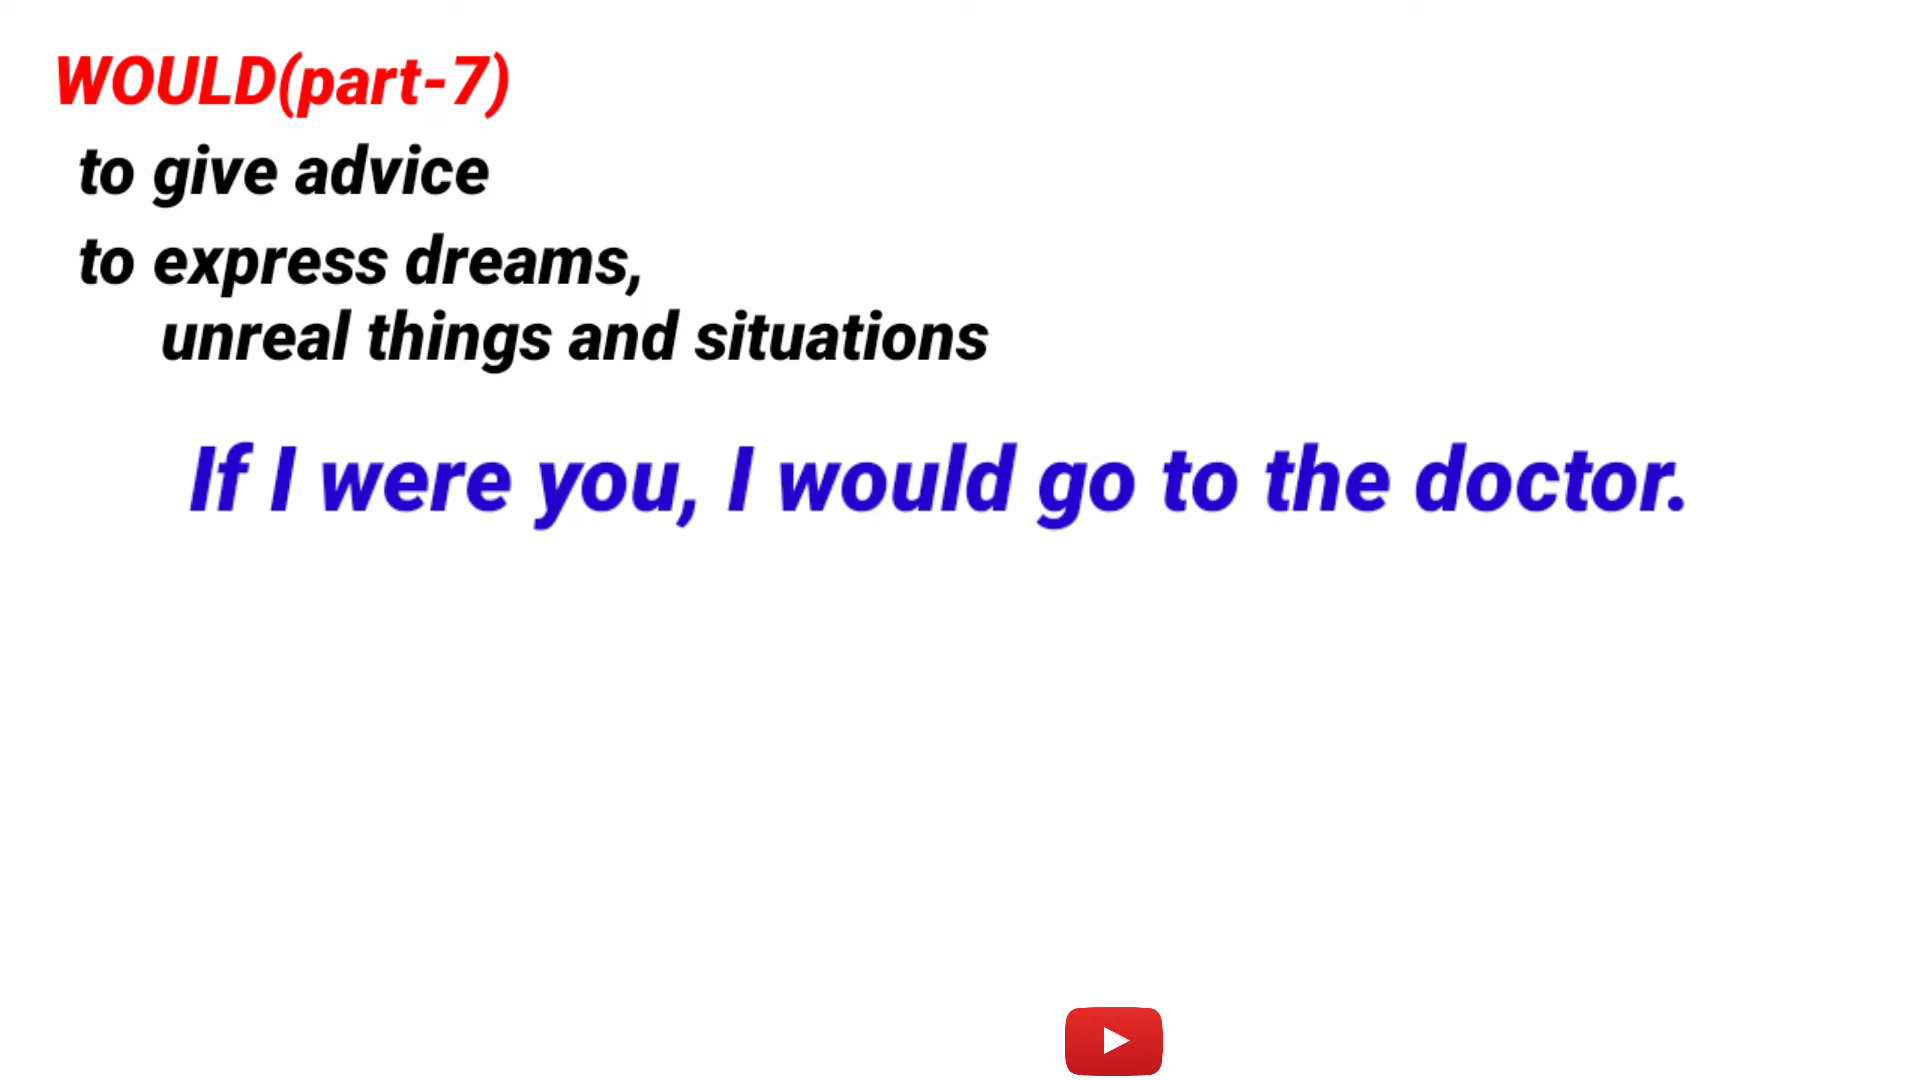 WOULD(part-7)
to give advice
to express dreams,
unreal things and situations
If I were you, I would go to the doctor.